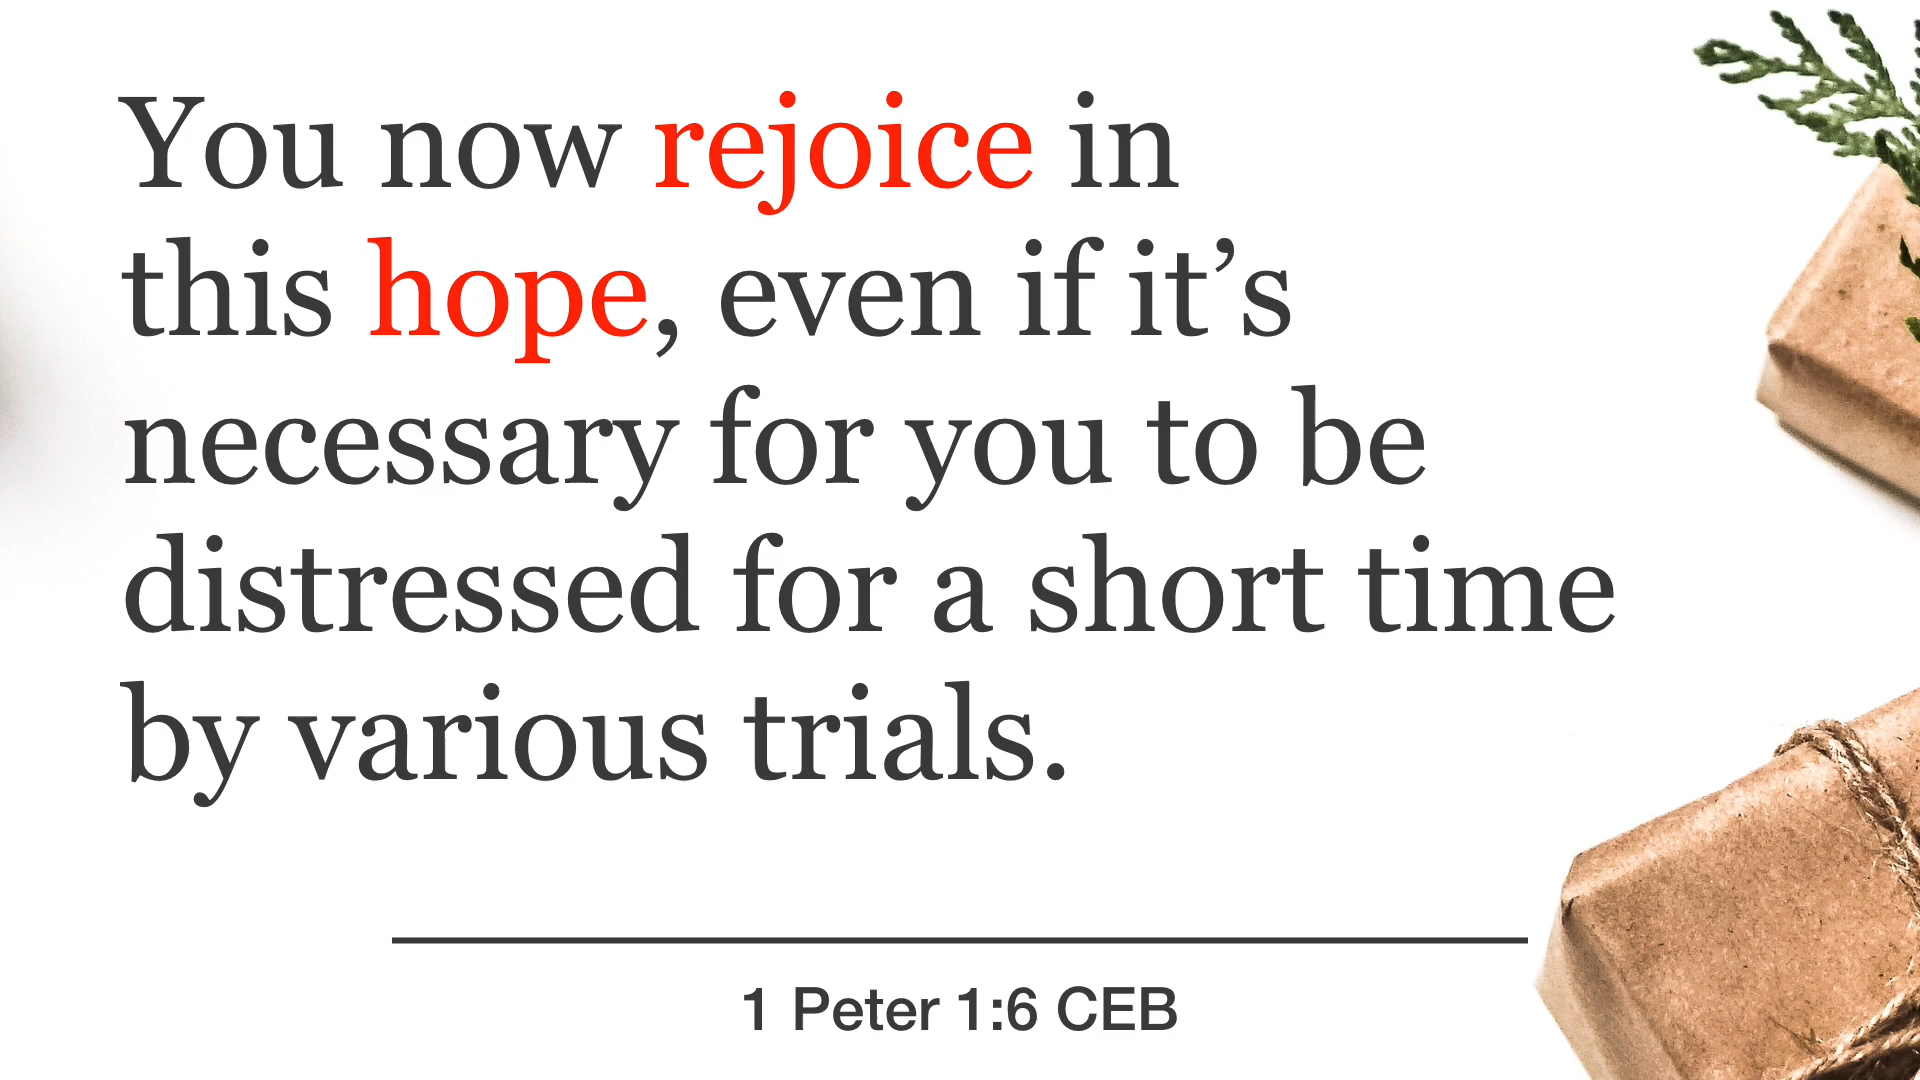 You now rejoice in
this hope, even if it’s
necessary for you to be
distressed for a short time
by various trials.
1 Peter 1:6 CEB